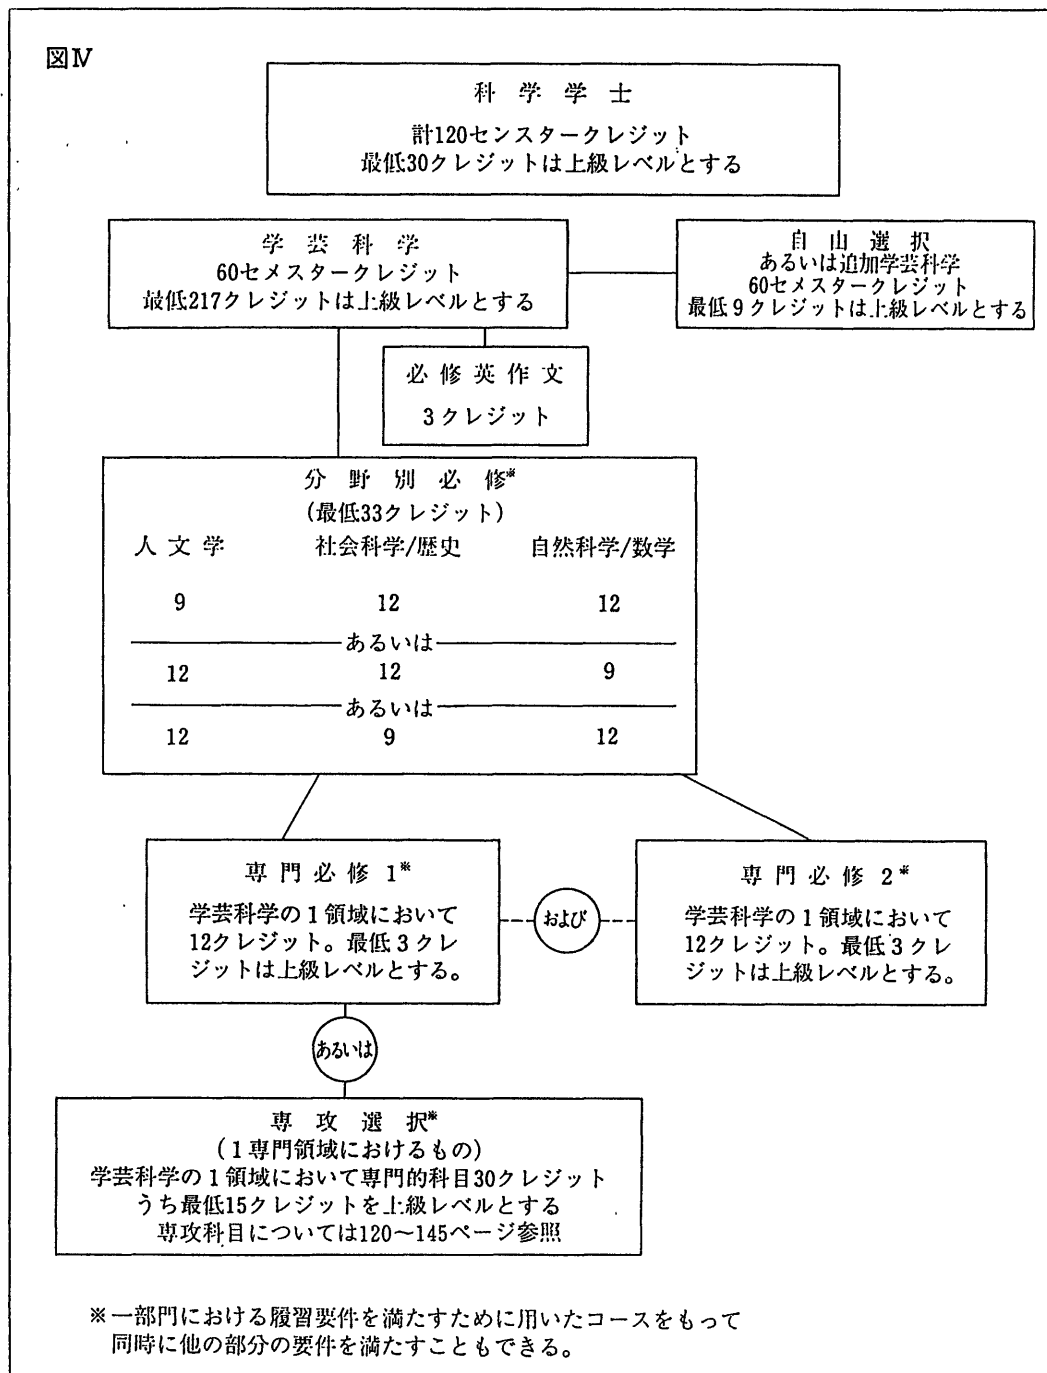 図Ⅳ
科学学士
計120センスタークレジット
最低30クレジットは上級レベルとする
学芸科学
60セメスタークレジット
最低217クレジットは上級レベルとする
自由選択
あるいは追加学芸科学
60セメスタークレジット
最低9クレジットは上級レベルとする
必修英作文
3クレジット
分野別必修※
(最低33クレジット)
人文学 社会科学/歴史 自然科学/数学
9 12 12
あるいは
12 12 9
あるいは
12 9 12
専門必修1※
学芸科学の1領域において
12クレジット。最低3クレ
ジットは上級レベルとする。
および
専門必修2※
学芸科学の1領域において
12クレジット。最低3クレ
ジットは上級レベルとする。
あるいは
専攻選択※
(1専門領域におけるもの)
学芸科学の1領域において専門的科目30クレジット
うち最低15クレジットを上級レベルとする
専攻科目については120~145ページ参照
※一部門における履習要件を満たすために用いたコースをもって
同時に他の部分の要件を満たすこともできる。